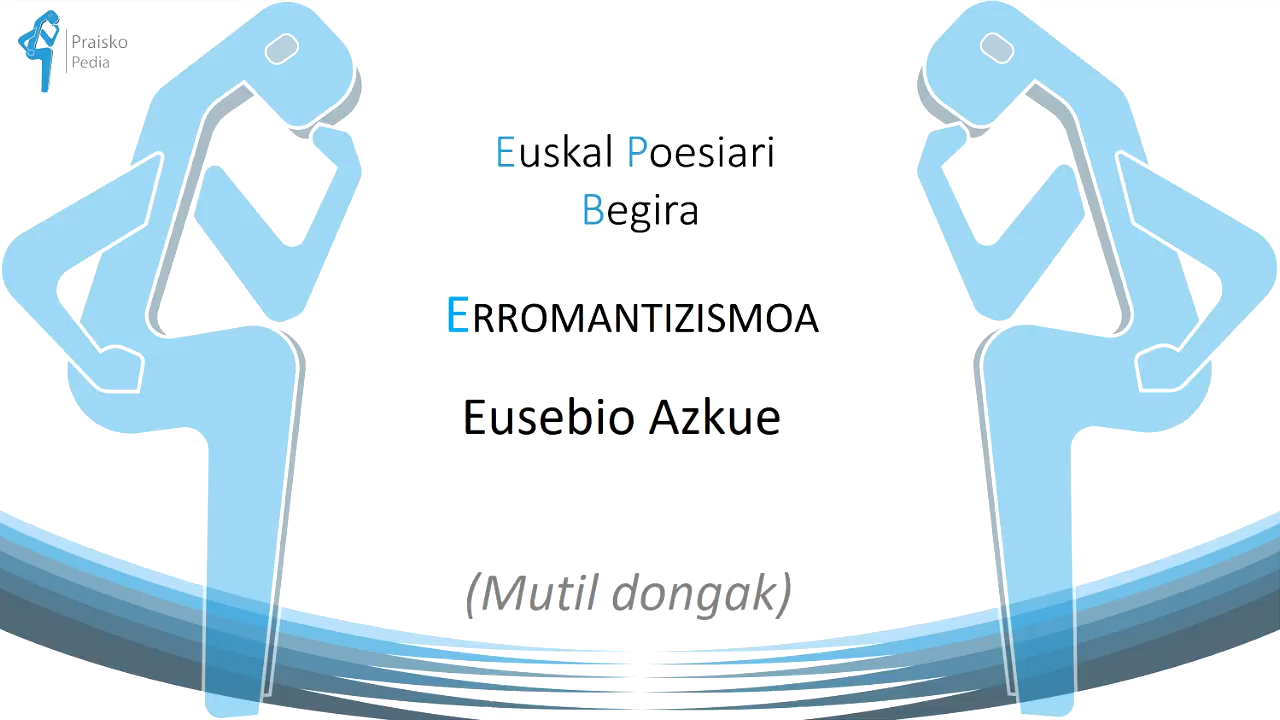 Praisko
Pedia
Euskal Poesiari
Begira
ERROMANTIZISMOA
Eusebio Azkue
(Mutil dongak)